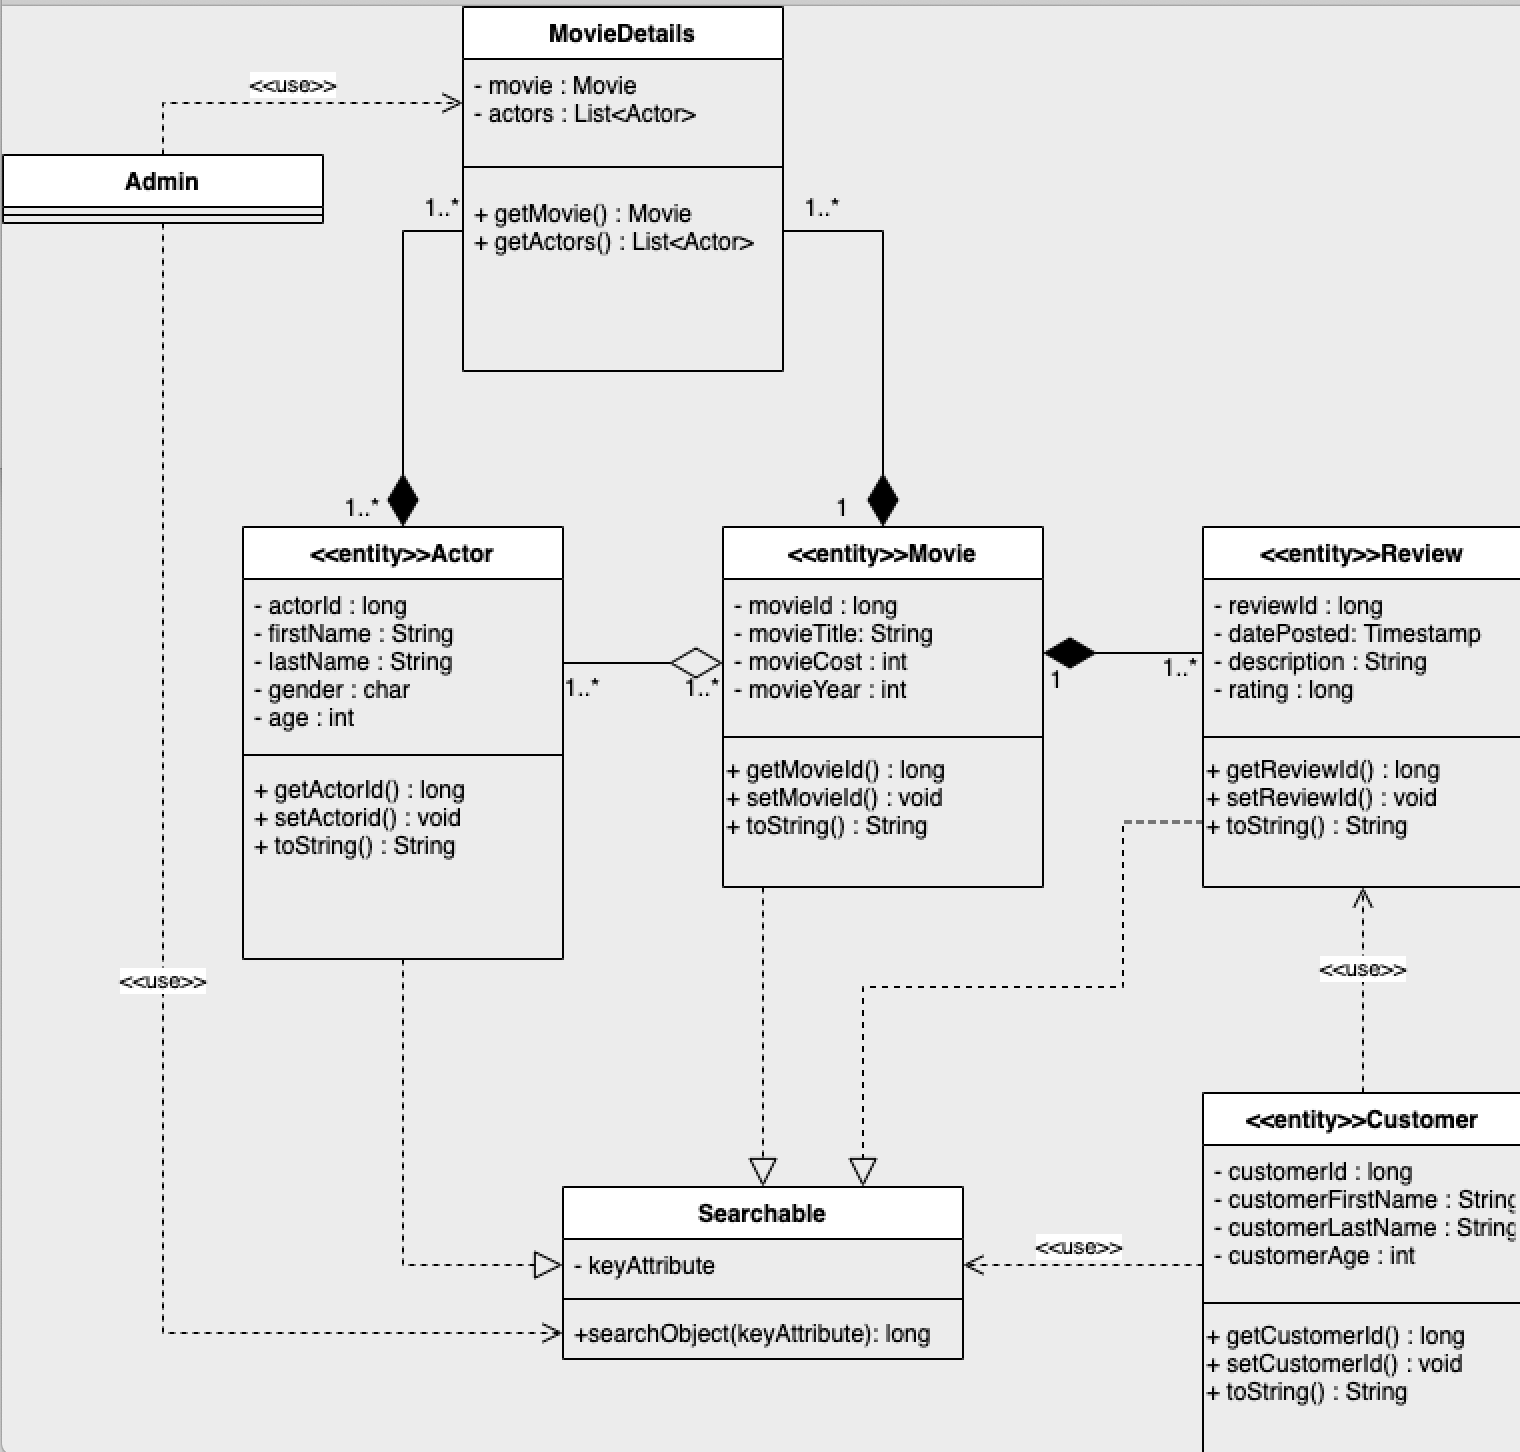 MovieDetails
- movie : Movie
- actors : List<Actor>
+ getMovie() : Movie
+ getActors() : List<Actor>
<<use>>
Admin
1..*
1..*
1..*
1
<<entity>>Actor
- actorId : long
- firstName : String
- lastName : String
- gender : char
- age : int
+ getActorId() : long
+ setActorid() : void
+ toString() : String
1..*
1..*
<<entity>>Movie
- movieId : long
- movieTitle: String
- movieCost : int
- movieYear : int
+ getMovieId() : long
+ setMovieId() : void
+ toString() : String
1
1..*
<<entity>>Review
- reviewId : long
- datePosted: Timestamp
- description : String
- rating : long
+ getReviewId() : long
+ setReviewId() : void
+ toString() : String
<<use>>
<<use>>
<<entity>>Customer
- customerId : long
- customerFirstName : String
- customerLastName : String
- customerAge : int
+ getCustomerId() : long
+ setCustomerId() : void
+ toString() : String
<<use>>
Searchable
- keyAttribute
+searchObject(keyAttribute): long